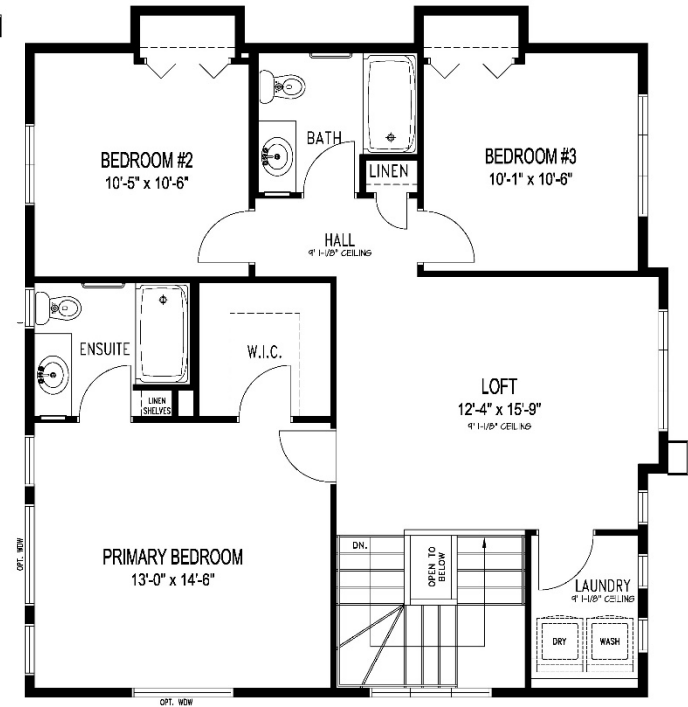 BATH
BEDROOM #2
10'-5" x 10'-6"
BEDROOM #3
10'-1" x 10'-6"
LINEN
HALL
9' 1-1/8" CEILING
ENSUITE
W.I.C.
LINEN
SHELVES
LOFT
12'-4" x 15'-9"
9' 1-1/8" CEILING
PRIMARY BEDROOM
13'-0" x 14'-6"
OPT. WDW
DN.
OPEN TO
BELOW
LAUNDRY
9' 1-1/8" CEILING
DRY
WASH
OPT. WDW